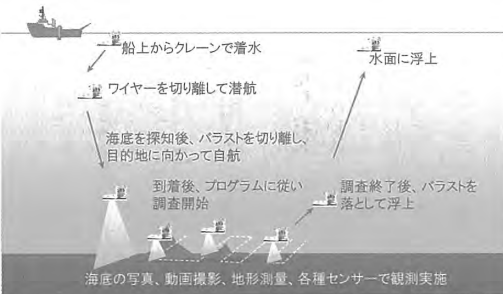 船上からクレーンで着水
水面に浮上
ワイヤーを切り離して潜航
海底を探知後、バラストを切り離し、
目的地に向かって自航
到着後、プログラムに従い
調査開始
調査終了後、バラストを
落として浮上
海底の写真、動画撮影、地形測量、各種センサーで観測実施